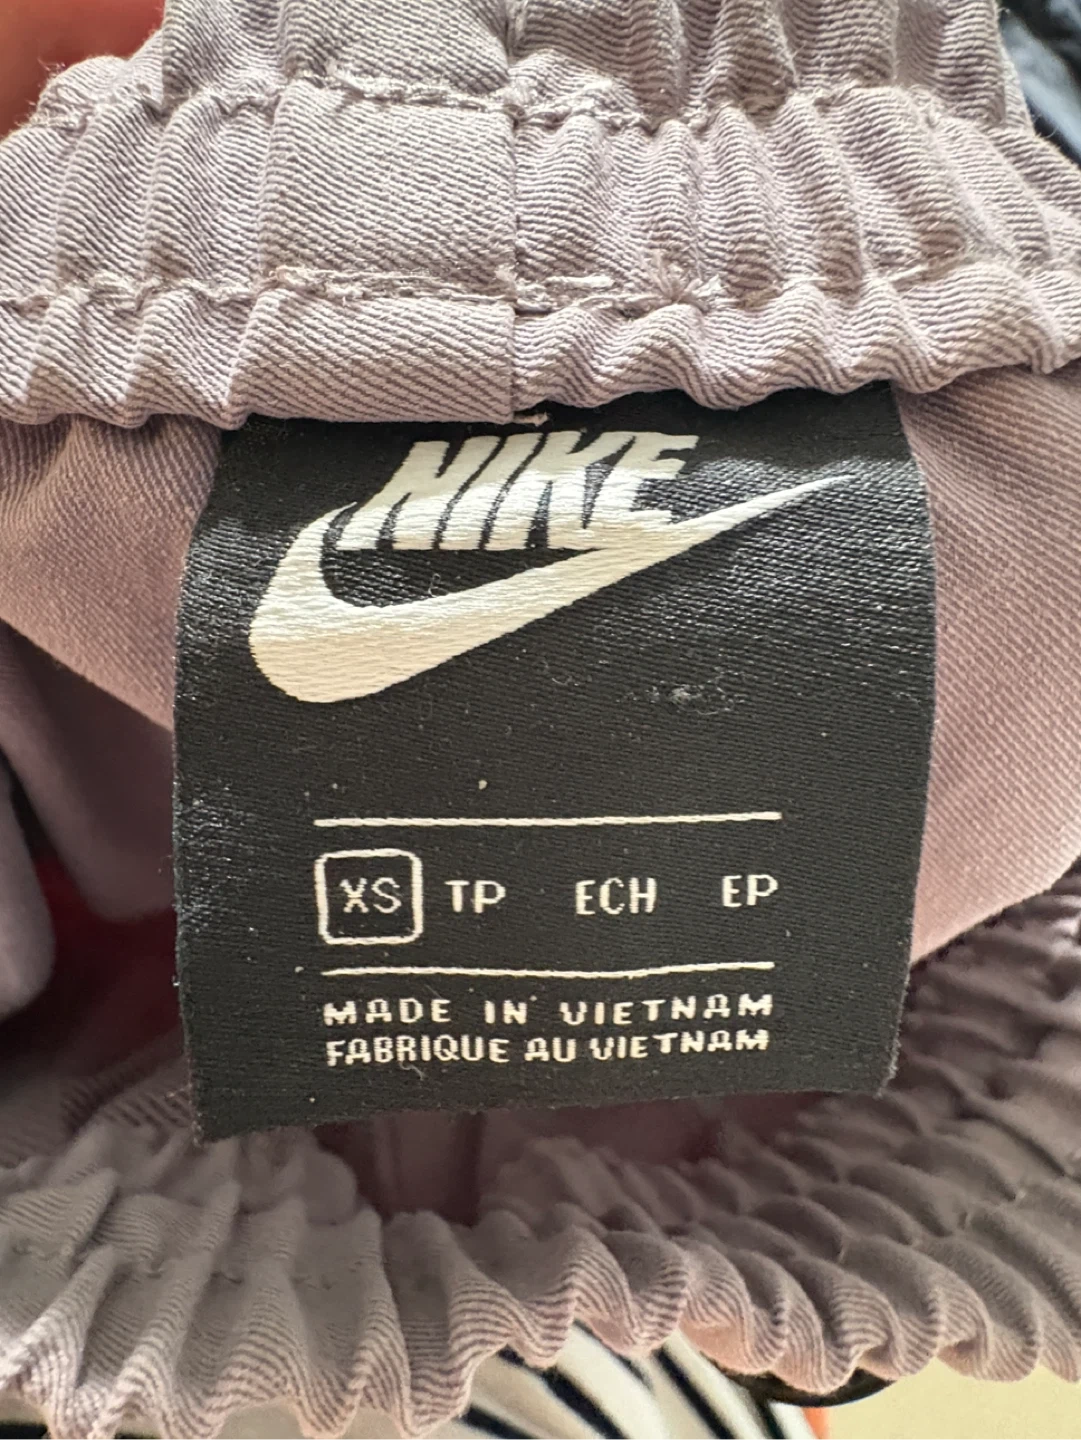 NIKE
XS TP ECH EP
MADE IN VIETNAM
FABRIQUE AU VIETNAM